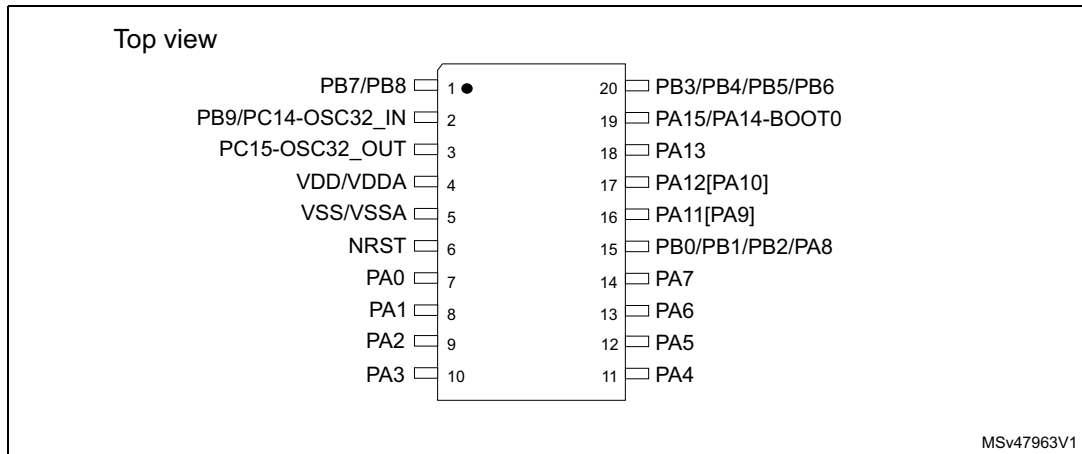 Top view
PB7/PB8 1 20 PB3/PB4/PB5/PB6
PB9/PC14-OSC32_IN 2 19 PA15/PA14-BOOT0
PC15-OSC32_OUT 3 18 PA13
VDD/VDDA 4 17 PA12[PA10]
VSS/VSSA 5 16 PA11[PA9]
NRST 6 15 PB0/PB1/PB2/PA8
PA0 7 14 PA7
PA1 8 13 PA6
PA2 9 12 PA5
PA3 10 11 PA4
MSv47963V1